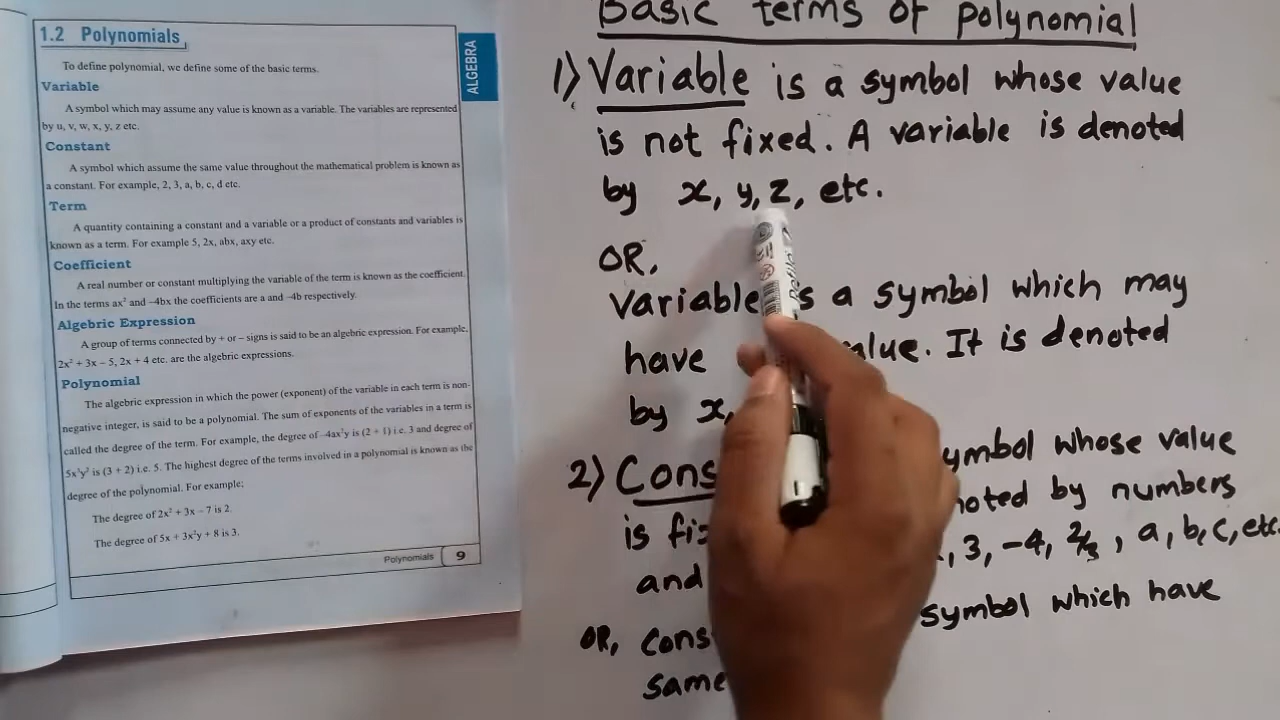 1.2 Polynomials
To define polynomial, we define some of the basic terms.
Variable
A symbol which may assume any value is known as a variable. The variables are represented
by u, v, w, x, y, z etc.
Constant
A symbol which assume the same value throughout the mathematical problem is known as
a constant. For example, 2, 3, a, b, c, d etc.
Term
A quantity containing a constant and a variable or a product of constants and variables is
known as a term. For example 5, 2x, abx, axy etc.
Coefficient
A real number or constant multiplying the variable of the term is known as the coefficient.
In the terms ax² and –4bx the coefficients are a and –4b respectively.
Algebric Expression
A group of terms connected by + or – signs is said to be an algebric expression. For example,
2x² + 3x – 5, 2x + 4 etc. are the algebric expressions.
Polynomial
The algebric expression in which the power (exponent) of the variable in each term is non-
negative integer, is said to be a polynomial. The sum of exponents of the variables in a term is
called the degree of the term. For example, the degree of –4ax²y is (2 + 1) i.e. 3 and degree of
5x³y² is (3 + 2) i.e. 5. The highest degree of the terms involved in a polynomial is known as the
degree of the polynomial. For example;
The degree of 2x² + 3x – 7 is 2.
The degree of 5x + 3x²y + 8 is 3.
Polynomials 9
ALGEBRA
Basic terms of polynomial
1) Variable is a symbol whose value
is not fixed. A variable is denoted
by x, y, z, etc.
OR,
Variable is a symbol which may
have value. It is denoted
by x,
2) Cons ymbol whose value
is fix noted by numbers
and , 3, -4, 2/3, a, b, c, etc.
OR, Cons symbol which have
same